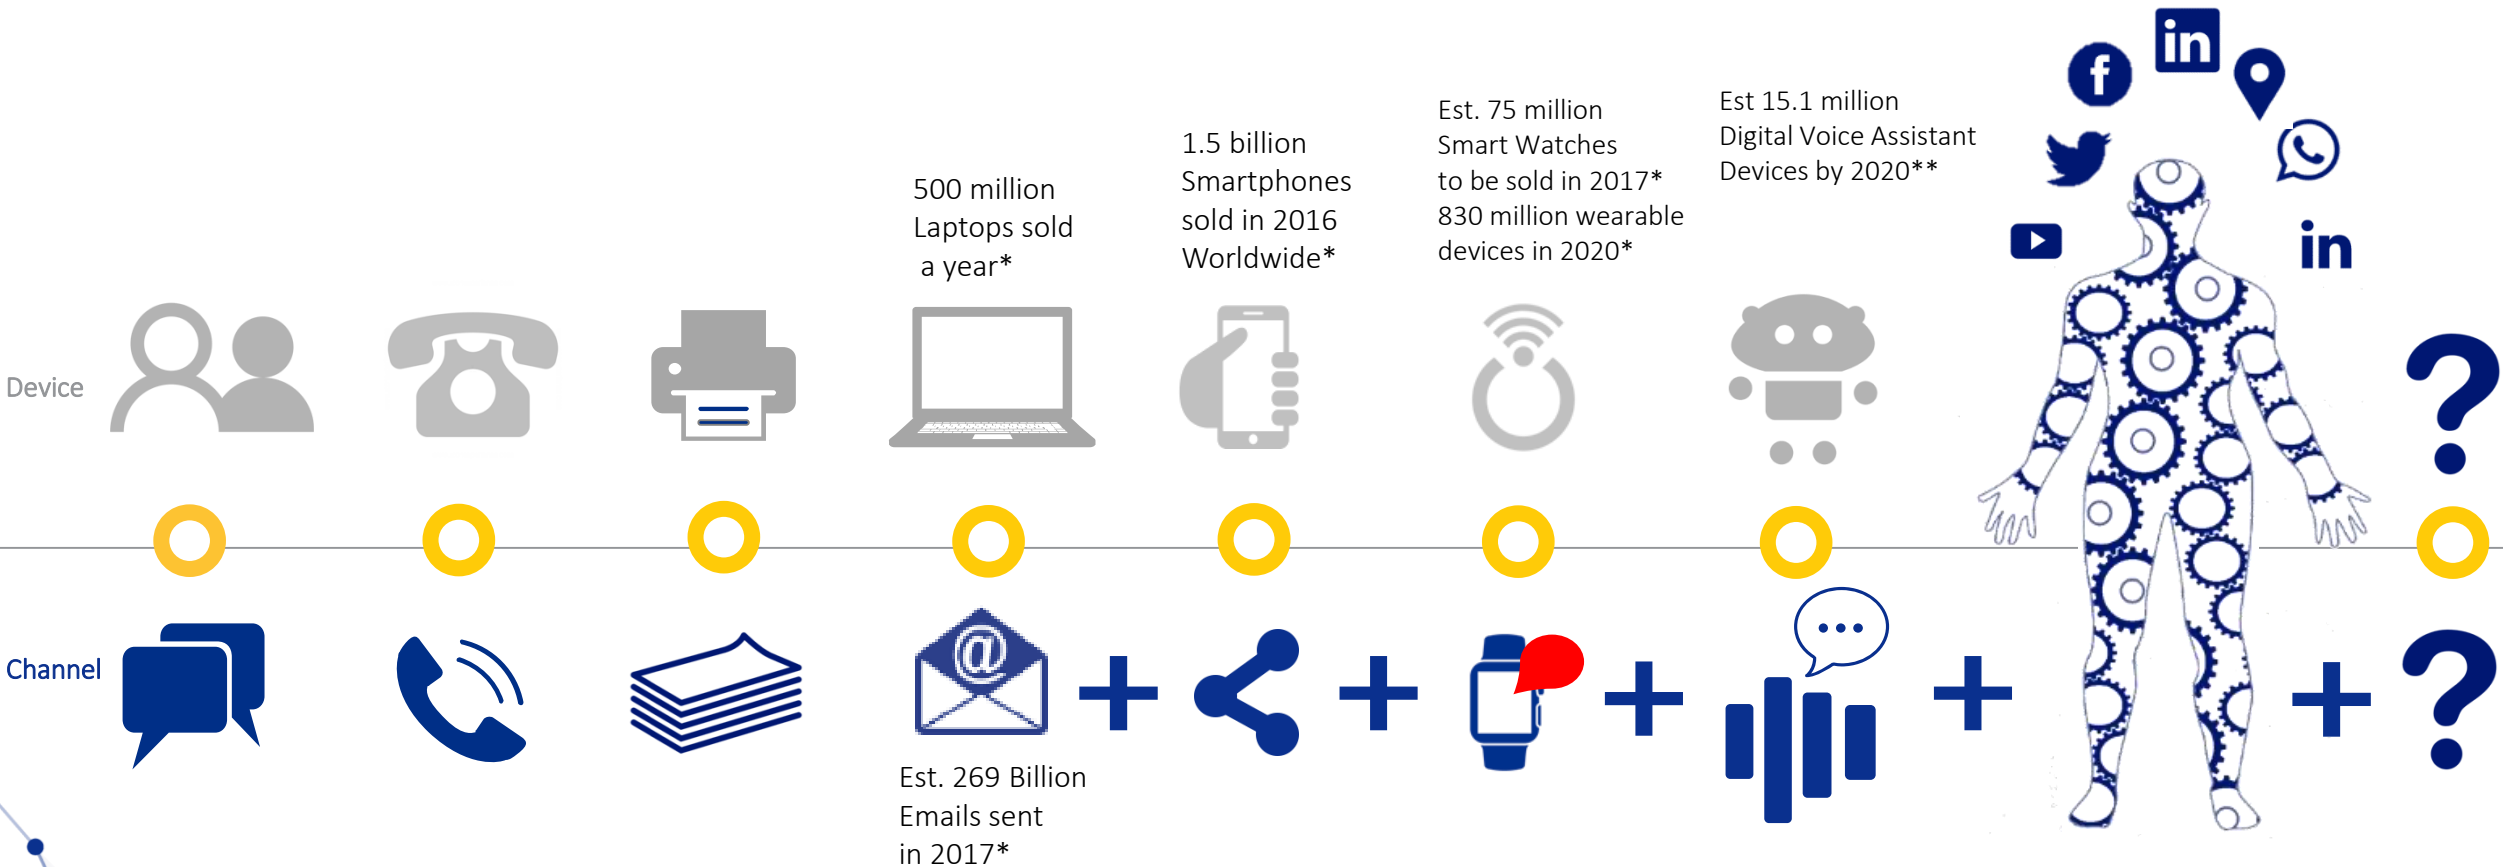 500 million
Laptops sold
a year*
1.5 billion
Smartphones
sold in 2016
Worldwide*
Est. 75 million
Smart Watches
to be sold in 2017*
830 million wearable
devices in 2020*
Est 15.1 million
Digital Voice Assistant
Devices by 2020**
f
in
in
Device
?
Channel
@
?
Est. 269 Billion
Emails sent
in 2017*